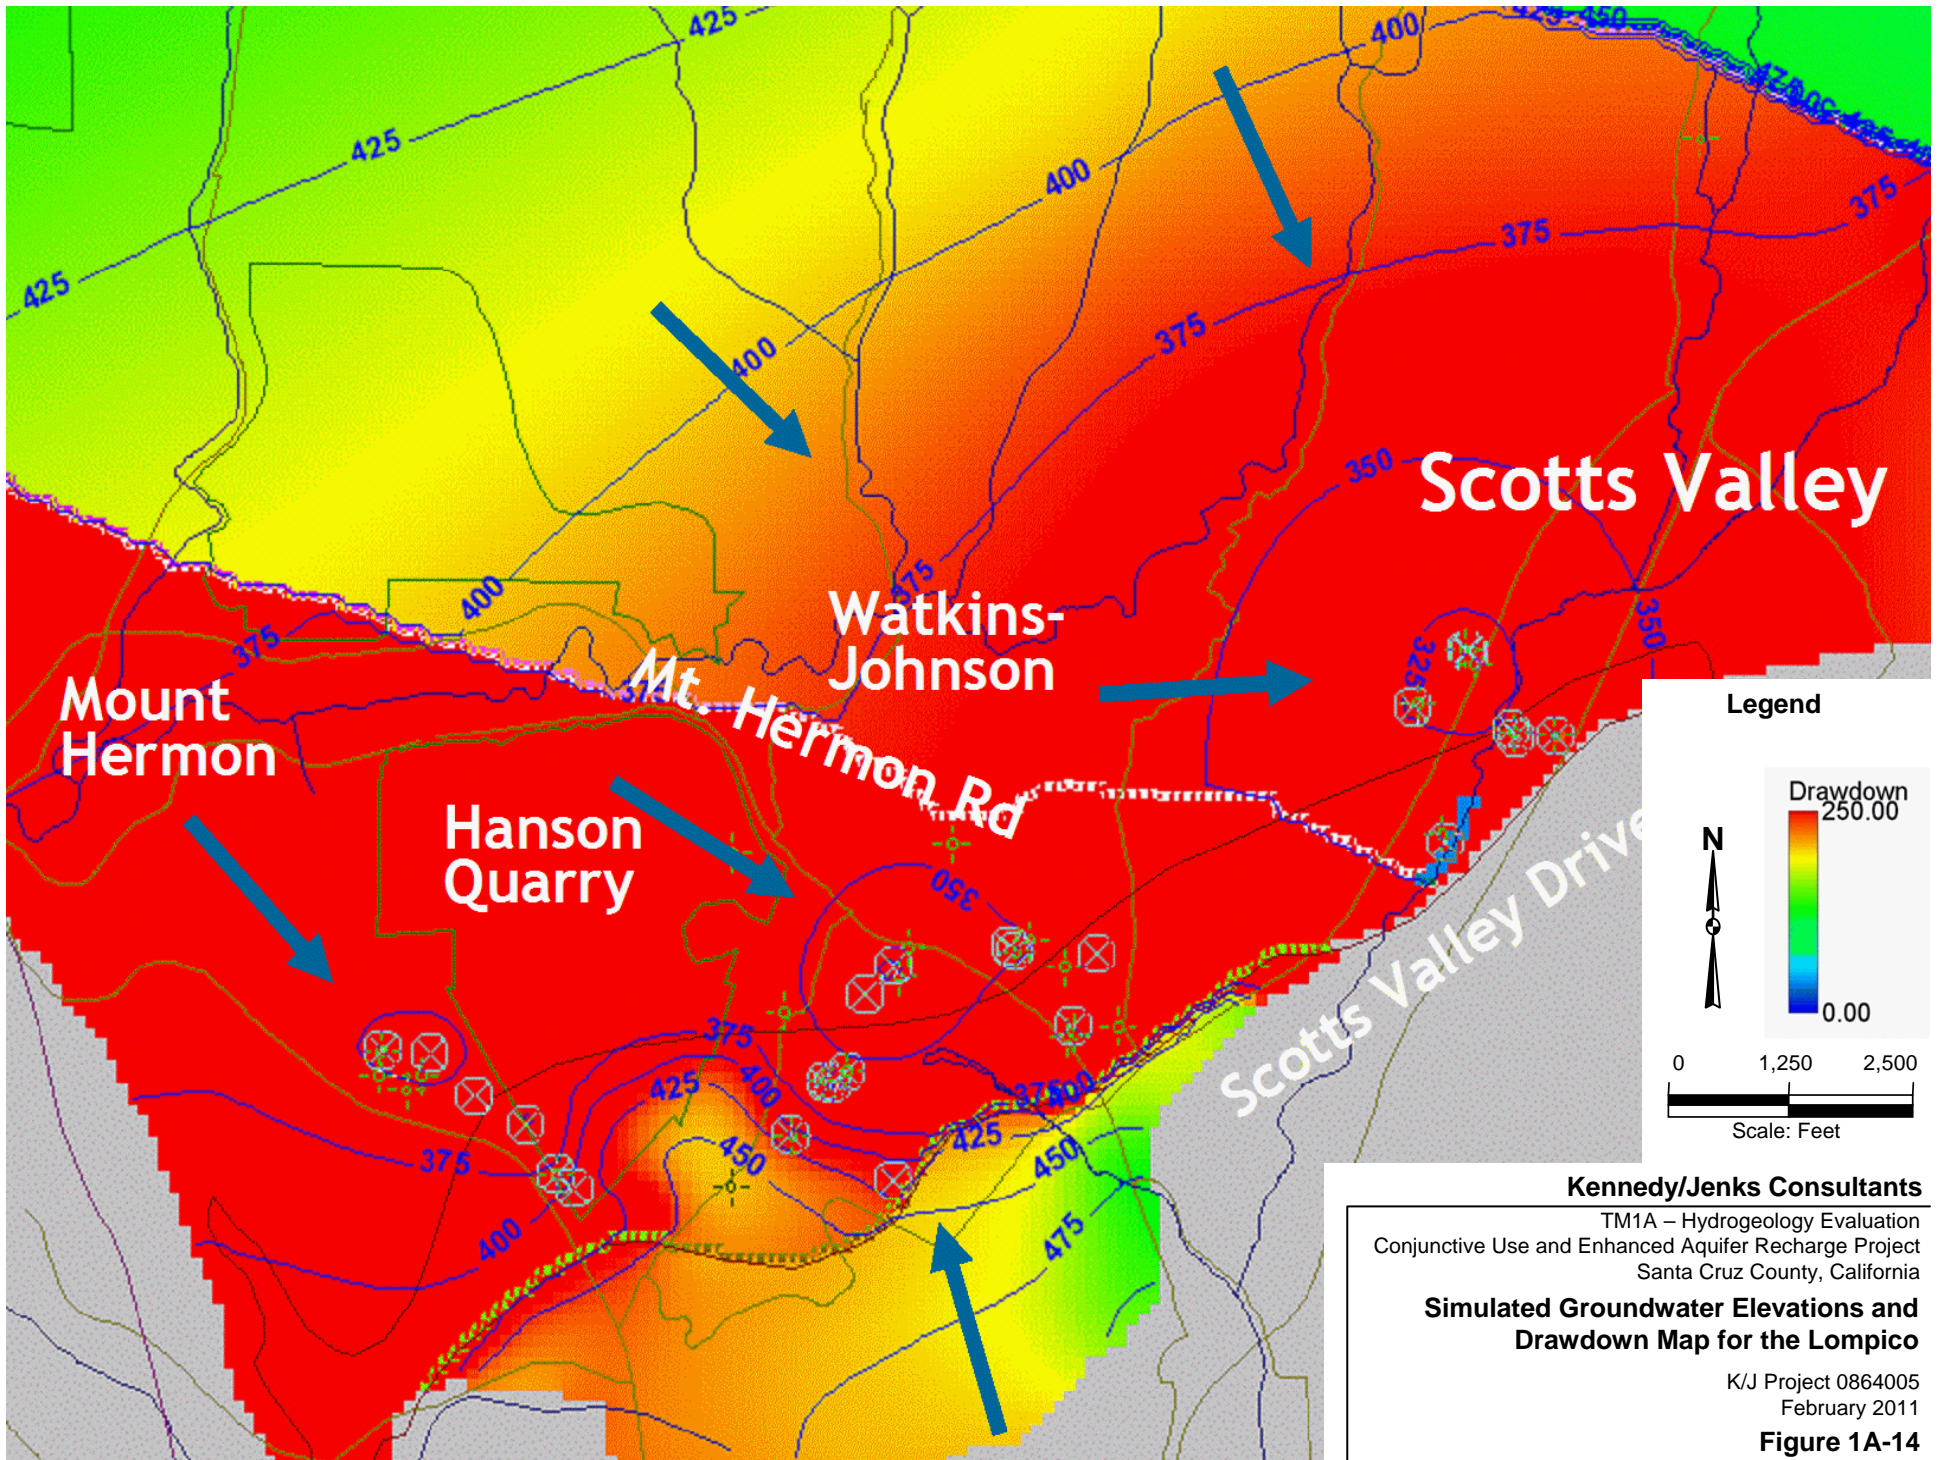 425
400
425
450
425
400
375
425
375
375
400
350
Scotts Valley
400
375
Watkins-
Johnson
350
325
375
Mount
Hermon
Mt. Hermon Rd
Hanson
Quarry
350
Scotts Valley Drive
375
400
425
375
400
425
450
450
375
400
475
Legend
Drawdown
250.00
0.00
N
0 1,250 2,500
Scale: Feet
Kennedy/Jenks Consultants
TM1A – Hydrogeology Evaluation
Conjunctive Use and Enhanced Aquifer Recharge Project
Santa Cruz County, California
Simulated Groundwater Elevations and
Drawdown Map for the Lompico
K/J Project 0864005
February 2011
Figure 1A-14